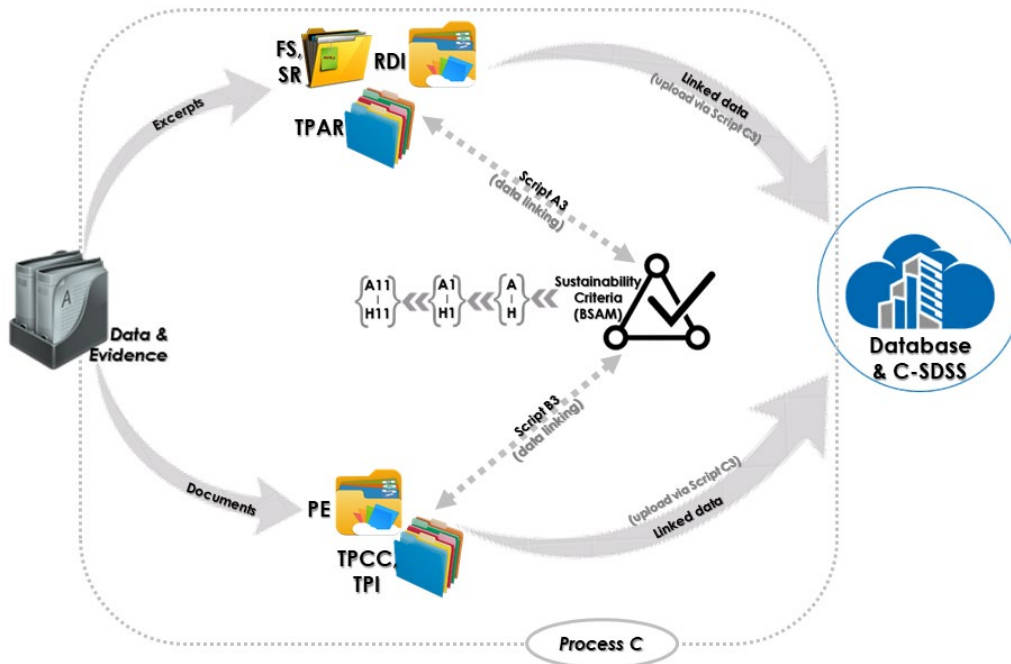 FS,
SR
RDI
TPAR
Excerpts
Linked data
(upload via Script C3)
Script A3
(data linking)
A
Data &
Evidence
{A11 - H11} « {A1 - H1} « {A - H} «
Sustainability
Criteria
(BSAM)
Database
& C-SDSS
Script B3
(data linking)
Documents
PE
TPCC,
TPI
(upload via Script C3)
Linked data
Process C